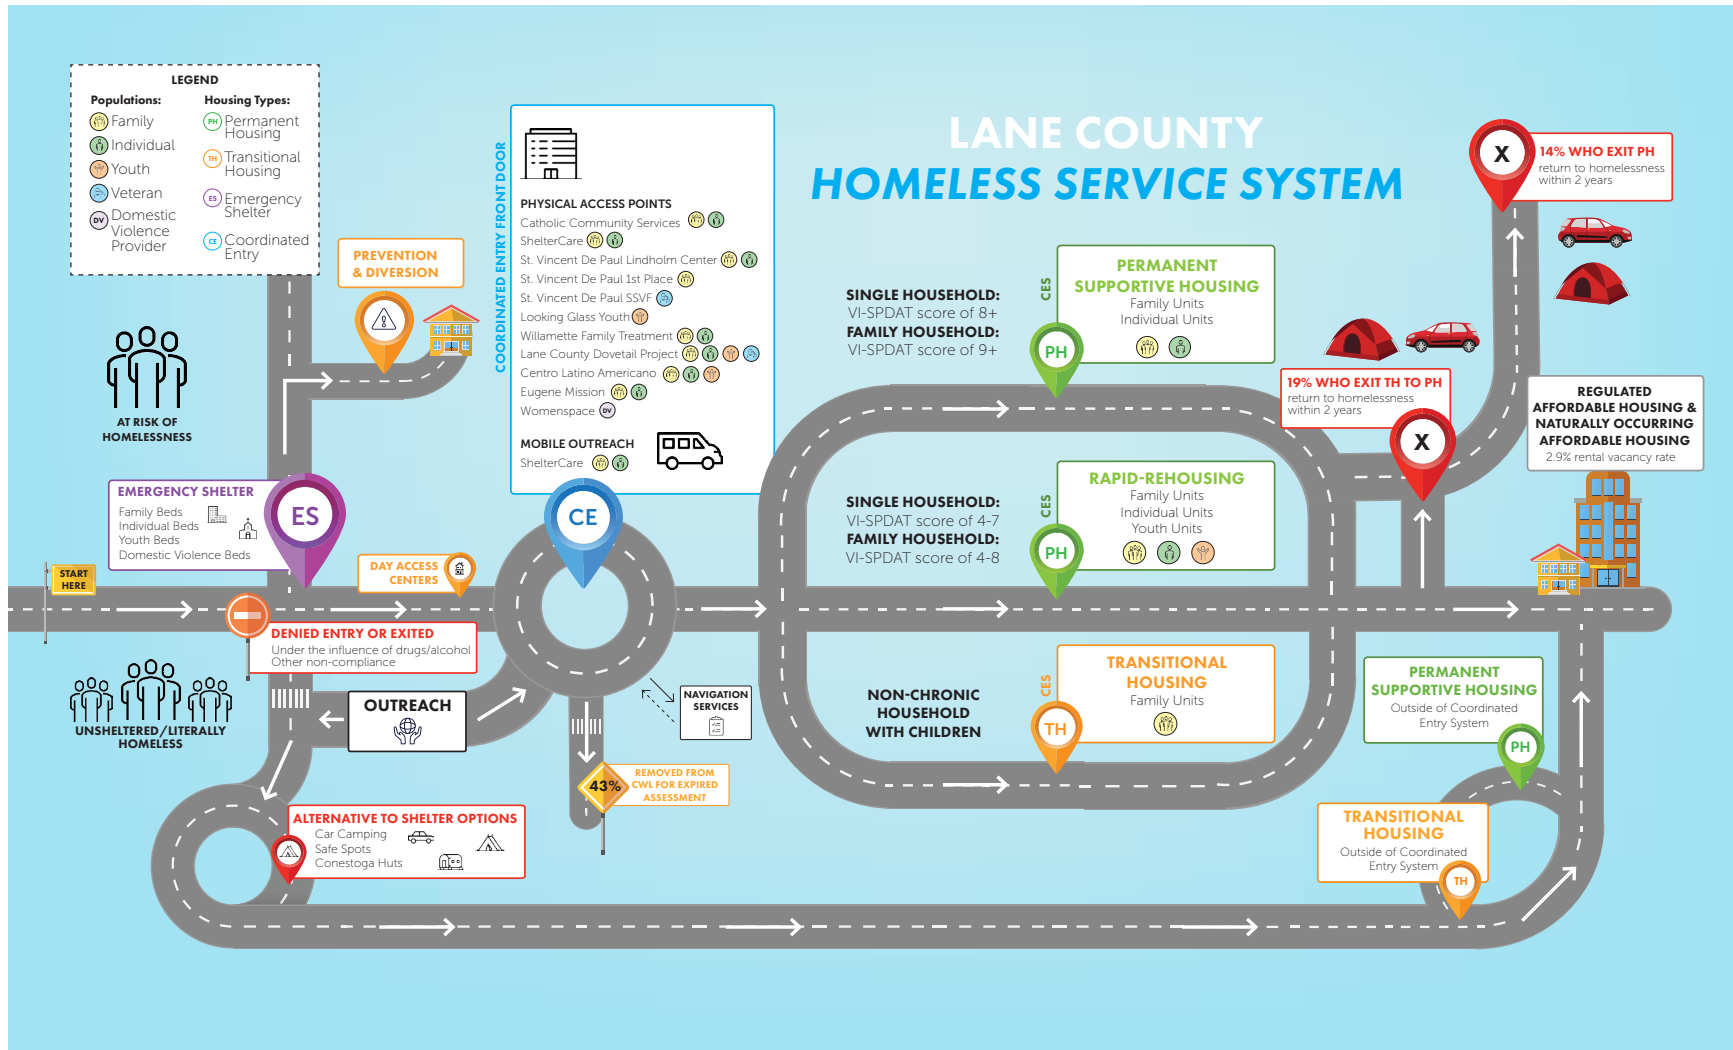 LEGEND
Populations:
Family
Individual
Youth
Veteran
DV
Domestic
Violence
Provider
Housing Types:
PH
Permanent
Housing
TH
Transitional
Housing
ES
Emergency
Shelter
CE
Coordinated
Entry
LANE COUNTY
HOMELESS SERVICE SYSTEM
PREVENTION
& DIVERSION
AT RISK OF
HOMELESSNESS
COORDINATED ENTRY FRONT DOOR
PHYSICAL ACCESS POINTS
Catholic Community Services
ShelterCare
St. Vincent De Paul Lindholm Center
St. Vincent De Paul 1st Place
St. Vincent De Paul SSVF
Looking Glass Youth
Willamette Family Treatment
Lane County Dovetail Project
Centro Latino Americano
Eugene Mission
Womenspace DV
MOBILE OUTREACH
ShelterCare
CE
EMERGENCY SHELTER
Family Beds
Individual Beds
Youth Beds
Domestic Violence Beds
ES
START
HERE
DAY ACCESS
CENTERS
DENIED ENTRY OR EXITED
Under the influence of drugs/alcohol
Other non-compliance
UNSHELTERED/LITERALLY
HOMELESS
OUTREACH
NAVIGATION
SERVICES
43%
REMOVED FROM
CWL FOR EXPIRED
ASSESSMENT
ALTERNATIVE TO SHELTER OPTIONS
Car Camping
Safe Spots
Conestoga Huts
SINGLE HOUSEHOLD:
VI-SPDAT score of 8+
FAMILY HOUSEHOLD:
VI-SPDAT score of 9+
CES
PH
PERMANENT
SUPPORTIVE HOUSING
Family Units
Individual Units
SINGLE HOUSEHOLD:
VI-SPDAT score of 4-7
FAMILY HOUSEHOLD:
VI-SPDAT score of 4-8
CES
PH
RAPID-REHOUSING
Family Units
Individual Units
Youth Units
NON-CHRONIC
HOUSEHOLD
WITH CHILDREN
CES
TH
TRANSITIONAL
HOUSING
Family Units
X
14% WHO EXIT PH
return to homelessness
within 2 years
19% WHO EXIT TH TO PH
return to homelessness
within 2 years
X
REGULATED
AFFORDABLE HOUSING &
NATURALLY OCCURRING
AFFORDABLE HOUSING
2.9% rental vacancy rate
PERMANENT
SUPPORTIVE HOUSING
Outside of Coordinated
Entry System
PH
TRANSITIONAL
HOUSING
Outside of Coordinated
Entry System
TH